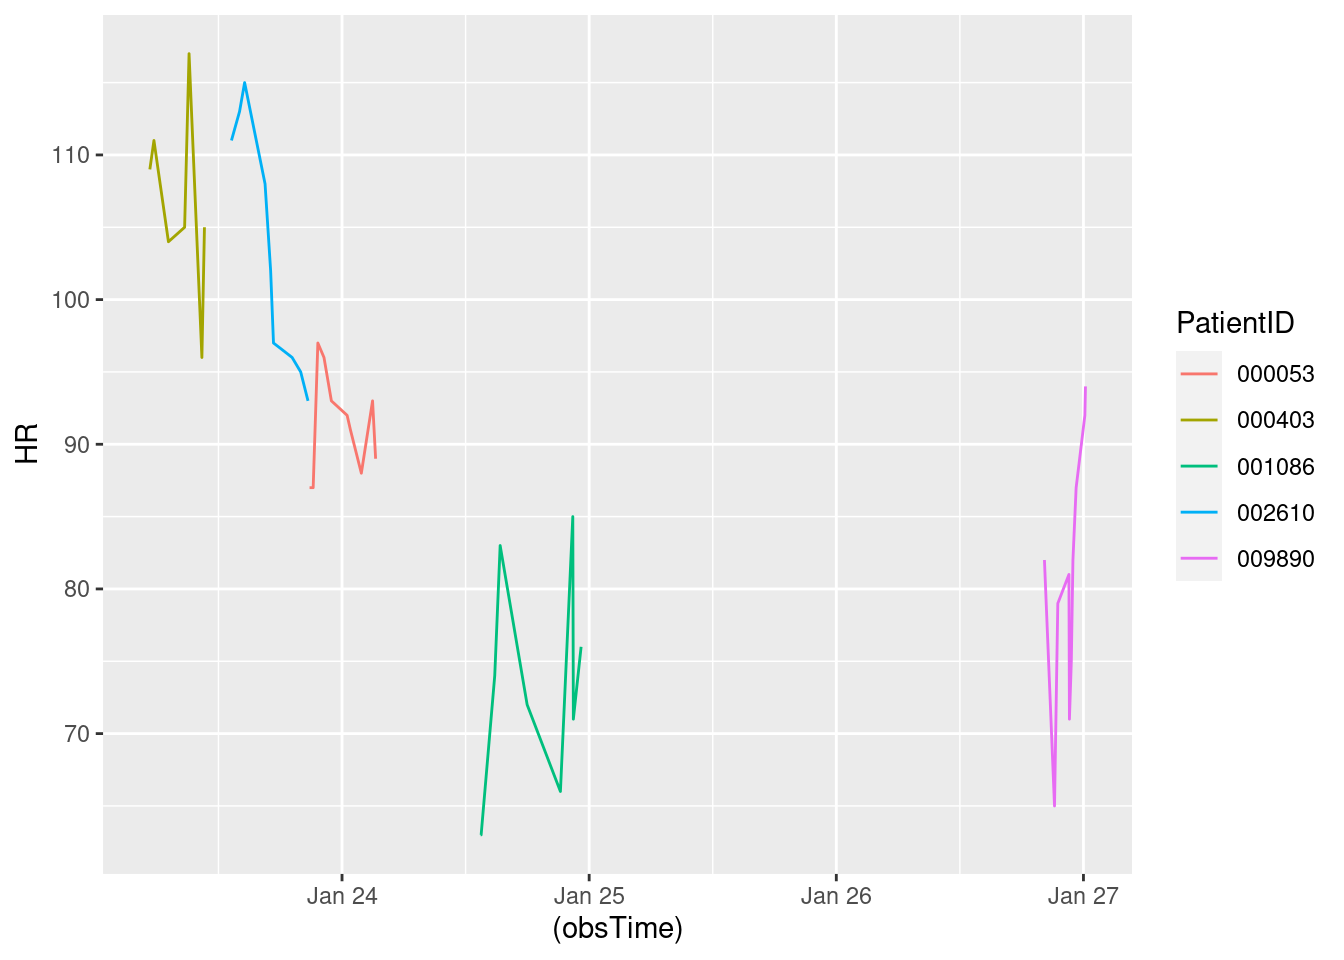 HR
110
100
90
80
70
Jan 24
Jan 25
Jan 26
Jan 27
(obsTime)
PatientID
000053
000403
001086
002610
009890